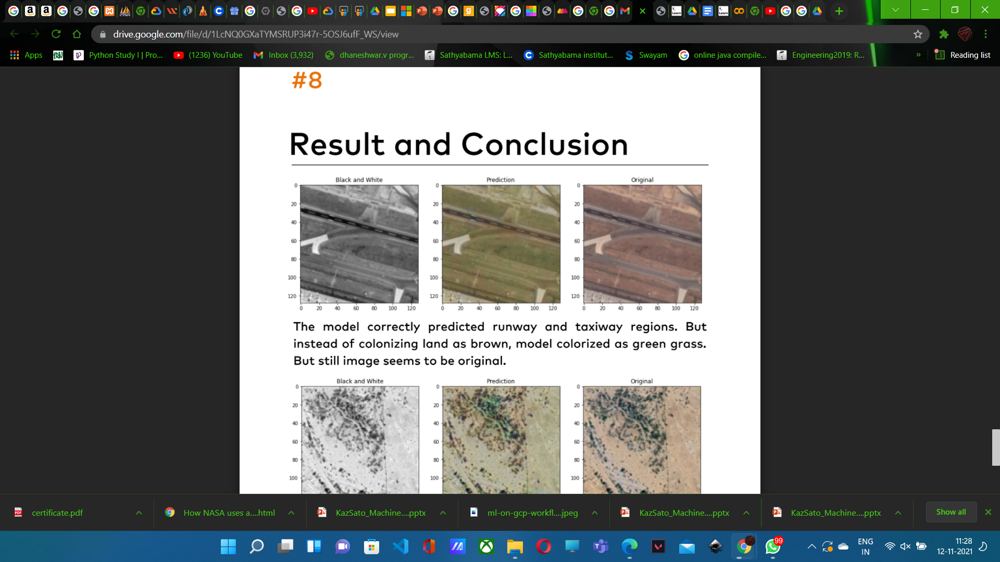 drive.google.com/file/d/1LcNQ0GXaTYMSRUP3i47r-5OSJ6ufF_WS/view
Apps
Python Study I | Pro...
(1236) YouTube
Inbox (3,932)
dhaneshwar.v progr...
Sathyabama LMS: L...
Sathyabama institut...
Swayam
online java compile...
Engineering2019: R...
»
Reading list
#8
Result and Conclusion
Black and White
Prediction
Original
0
20
40
60
80
100
120
0 20 40 60 80 100 120
0
20
40
60
80
100
120
0 20 40 60 80 100 120
0
20
40
60
80
100
120
0 20 40 60 80 100 120
The model correctly predicted runway and taxiway regions. But
instead of colonizing land as brown, model colorized as green grass.
But still image seems to be original.
Black and White
Prediction
Original
0
20
40
60
80
100
0
20
40
60
80
100
0
20
40
60
80
100
certificate.pdf
How NASA uses a....html
KazSato_Machine....pptx
ml-on-gcp-workfl....jpeg
KazSato_Machine....pptx
KazSato_Machine....pptx
Show all
99
ENG
IN
11:28
12-11-2021